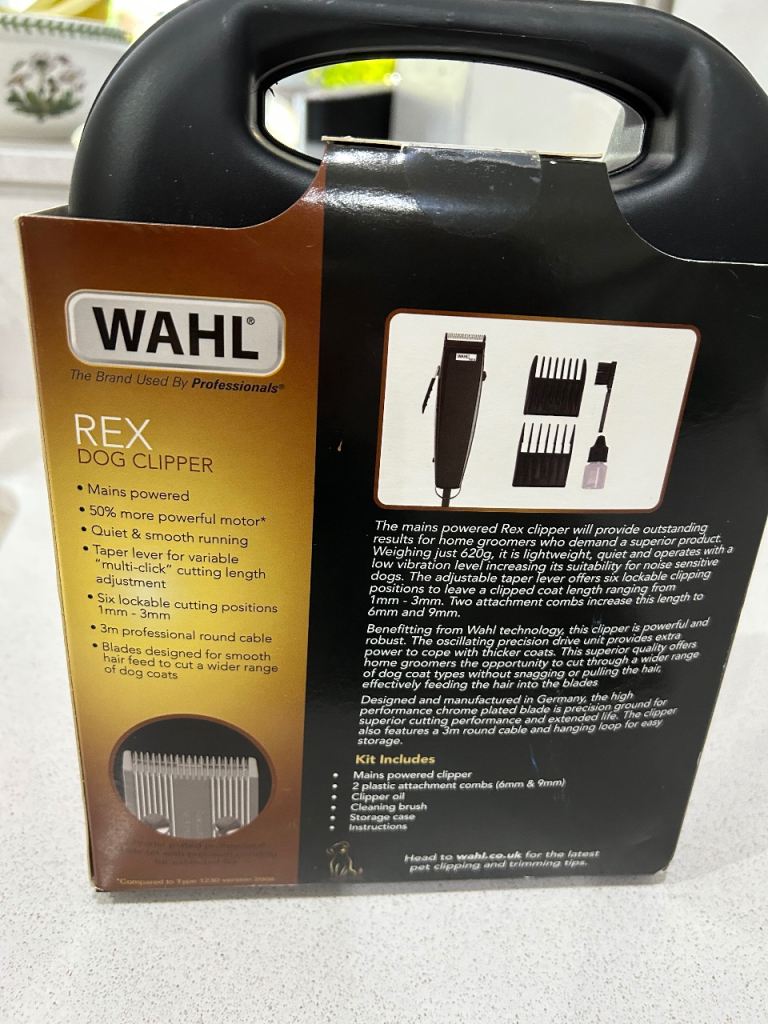 WAHL®
The Brand Used By Professionals®
REX
DOG CLIPPER
• Mains powered
• 50% more powerful motor*
• Quiet & smooth running
• Taper lever for variable
"multi-click" cutting length
adjustment
• Six lockable cutting positions
1mm - 3mm
• 3m professional round cable
• Blades designed for smooth
hair feed to cut a wider range
of dog coats
*Compared to Type 1230 version 2008
WAHL
The mains powered Rex clipper will provide outstanding
results for home groomers who demand a superior product.
Weighing just 620g, it is lightweight, quiet and operates with a
low vibration level increasing its suitability for noise sensitive
dogs. The adjustable taper lever offers six lockable clipping
positions to leave a clipped coat length ranging from
1mm - 3mm. Two attachment combs increase this length to
6mm and 9mm.
Benefitting from Wahl technology, this clipper is powerful and
robust. The oscillating precision drive unit provides extra
power to cope with thicker coats. This superior quality offers
home groomers the opportunity to cut through a wider range
of dog coat types without snagging or pulling the hair,
effectively feeding the hair into the blades
Designed and manufactured in Germany, the high
performance chrome plated blade is precision ground for
superior cutting performance and extended life. The clipper
also features a 3m round cable and hanging loop for easy
storage.
Kit Includes
• Mains powered clipper
• 2 plastic attachment combs (6mm & 9mm)
• Clipper oil
• Cleaning brush
• Storage case
• Instructions
Head to wahl.co.uk for the latest
pet clipping and trimming tips.